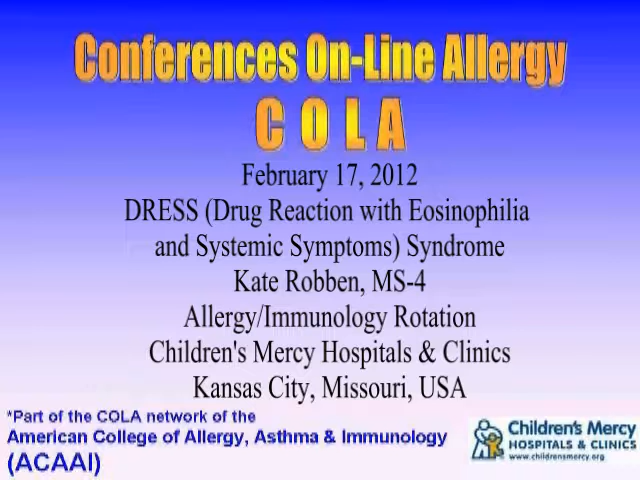 Conferences On-Line Allergy
C O L A
February 17, 2012
DRESS (Drug Reaction with Eosinophilia
and Systemic Symptoms) Syndrome
Kate Robben, MS-4
Allergy/Immunology Rotation
Children's Mercy Hospitals & Clinics
Kansas City, Missouri, USA
*Part of the COLA network of the
American College of Allergy, Asthma & Immunology
(ACAAI)
Children's Mercy
HOSPITALS & CLINICS
www.childrensmercy.org